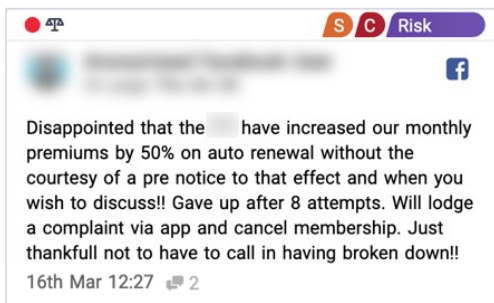 S C Risk
Disappointed that the have increased our monthly
premiums by 50% on auto renewal without the
courtesy of a pre notice to that effect and when you
wish to discuss!! Gave up after 8 attempts. Will lodge
a complaint via app and cancel membership. Just
thankfull not to have to call in having broken down!!
16th Mar 12:27 2